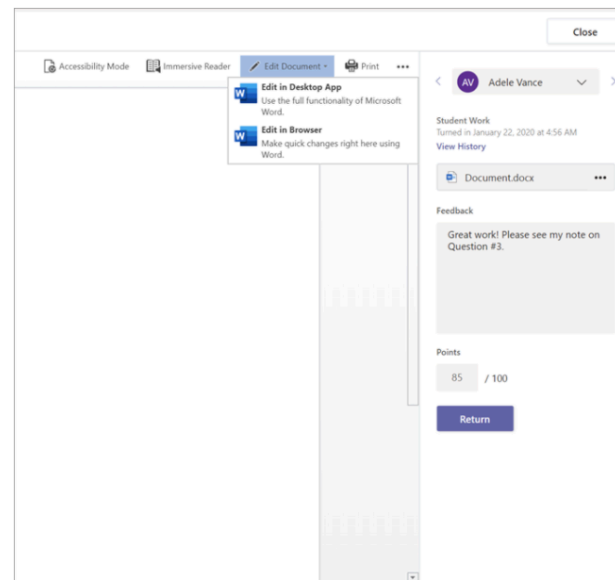 Close
Accessibility Mode Immersive Reader Edit Document Print •••
Edit in Desktop App
Use the full functionality of Microsoft
Word.
Edit in Browser
Make quick changes right here using
Word.
AV Adele Vance
Student Work
Turned in January 22, 2020 at 4:56 AM
View History
Document.docx •••
Feedback
Great work! Please see my note on
Question #3.
Points
85 / 100
Return